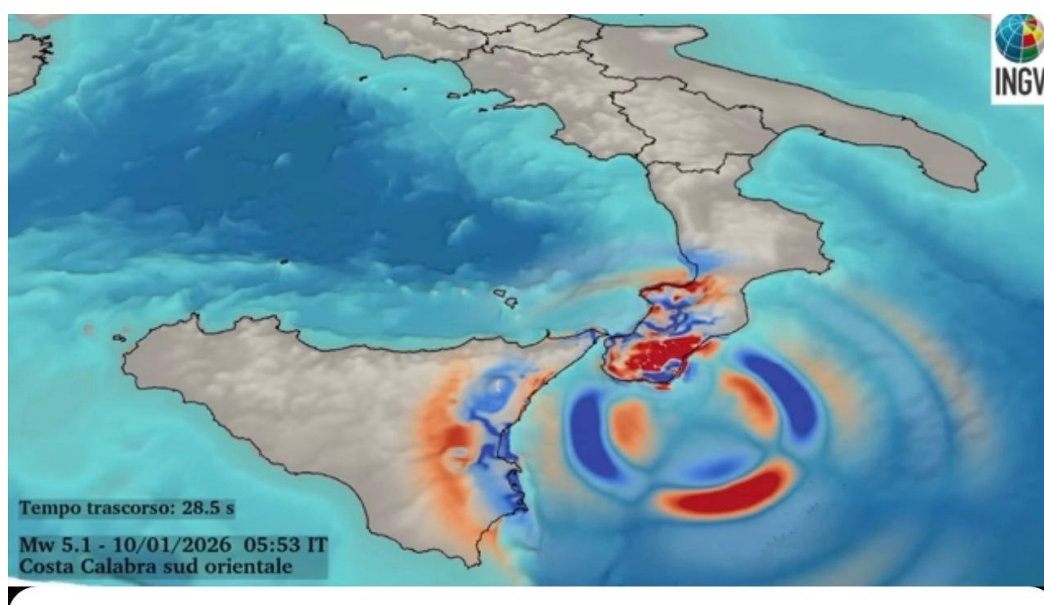 INGV
Tempo trascorso: 28.5 s
Mw 5.1 - 10/01/2026 05:53 IT
Costa Calabra sud orientale